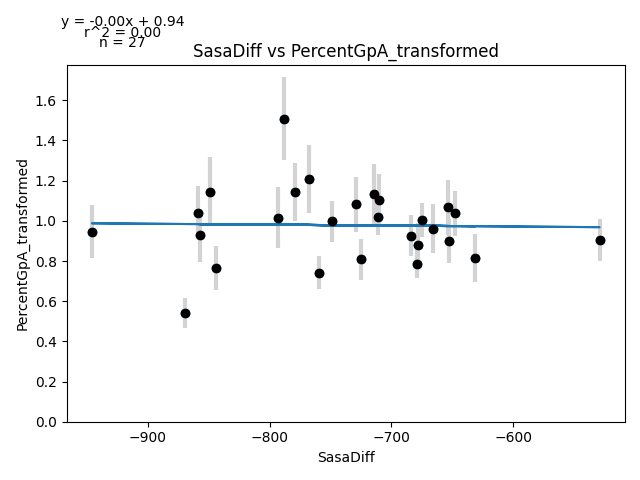 y = -0.00x + 0.94
r^2 = 0.00
n = 27
SasaDiff vs PercentGpA_transformed
PercentGpA_transformed
1.6
1.4
1.2
1.0
0.8
0.6
0.4
0.2
0.0
−900
−800
−700
−600
SasaDiff